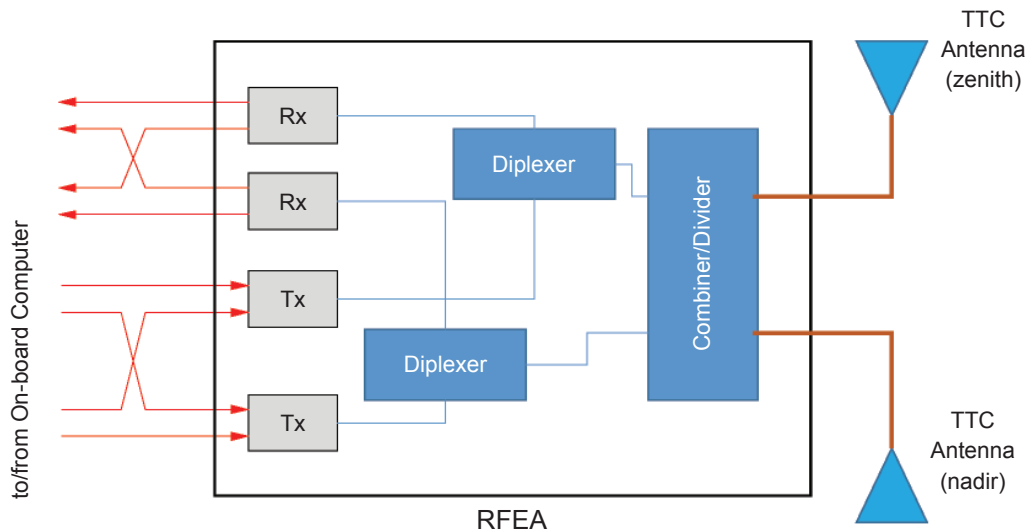 TTC
Antenna
(zenith)
Rx
Diplexer
Rx
Combiner/Divider
Tx
Diplexer
Tx
to/from On-board Computer
TTC
Antenna
(nadir)
RFEA